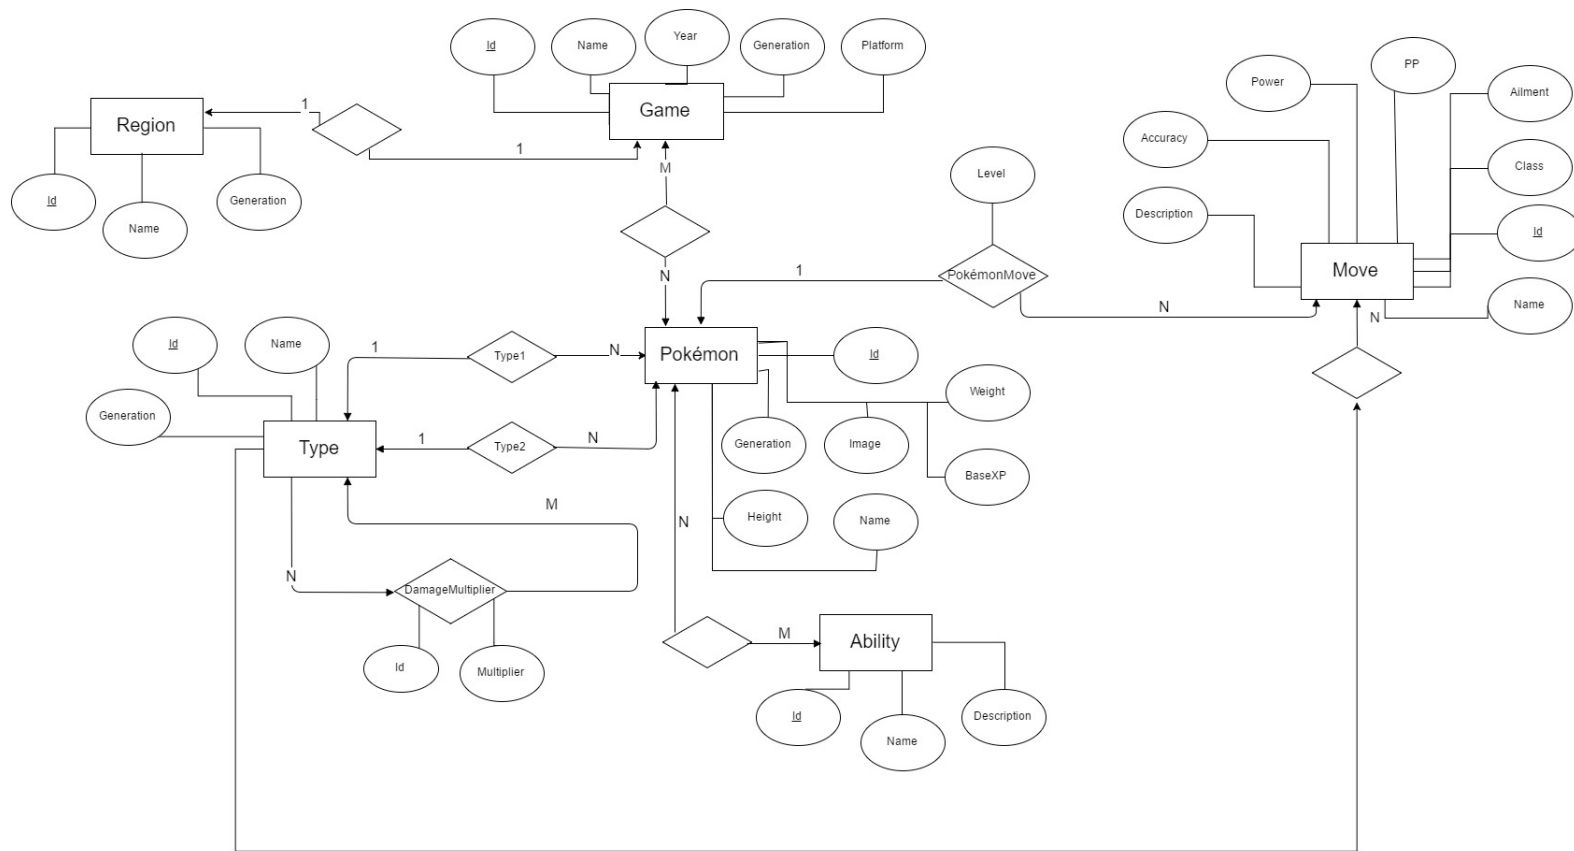 Id
Name
Year
Generation
Platform
Game
PP
Power
Ailment
1
Region
Accuracy
1
M
Level
Class
Id
Name
Generation
Description
Id
N
1
PokémonMove
Move
N
N
Name
Id
Name
1
Type1
N
Pokémon
Id
Generation
Weight
Type
1
Type2
N
Generation
Image
BaseXP
M
N
Height
Name
N
DamageMultiplier
Id
Multiplier
M
Ability
Id
Name
Description